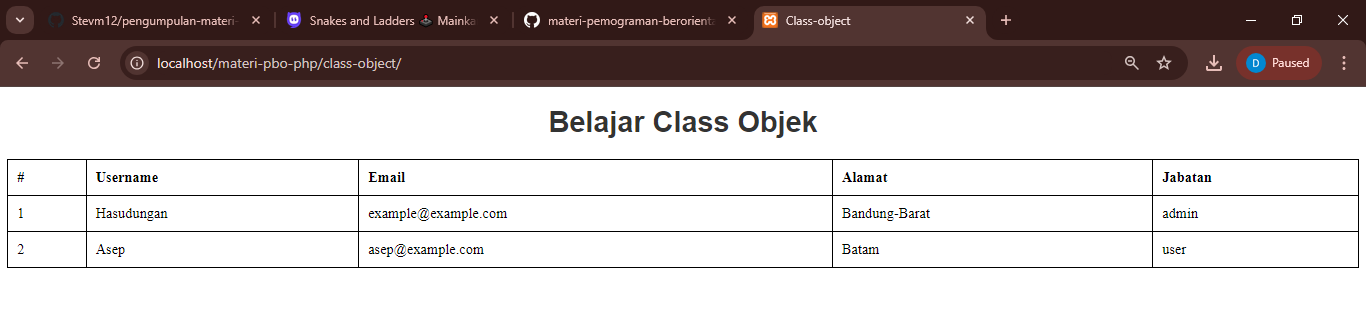 Stevm12/pengumpulan-materi-
Snakes and Ladders 🕹️ Mainka
materi-pemograman-berorienta
Class-object
localhost/materi-pbo-php/class-object/
D Paused
Belajar Class Objek
# Username Email Alamat Jabatan
1 Hasudungan example@example.com Bandung-Barat admin
2 Asep asep@example.com Batam user